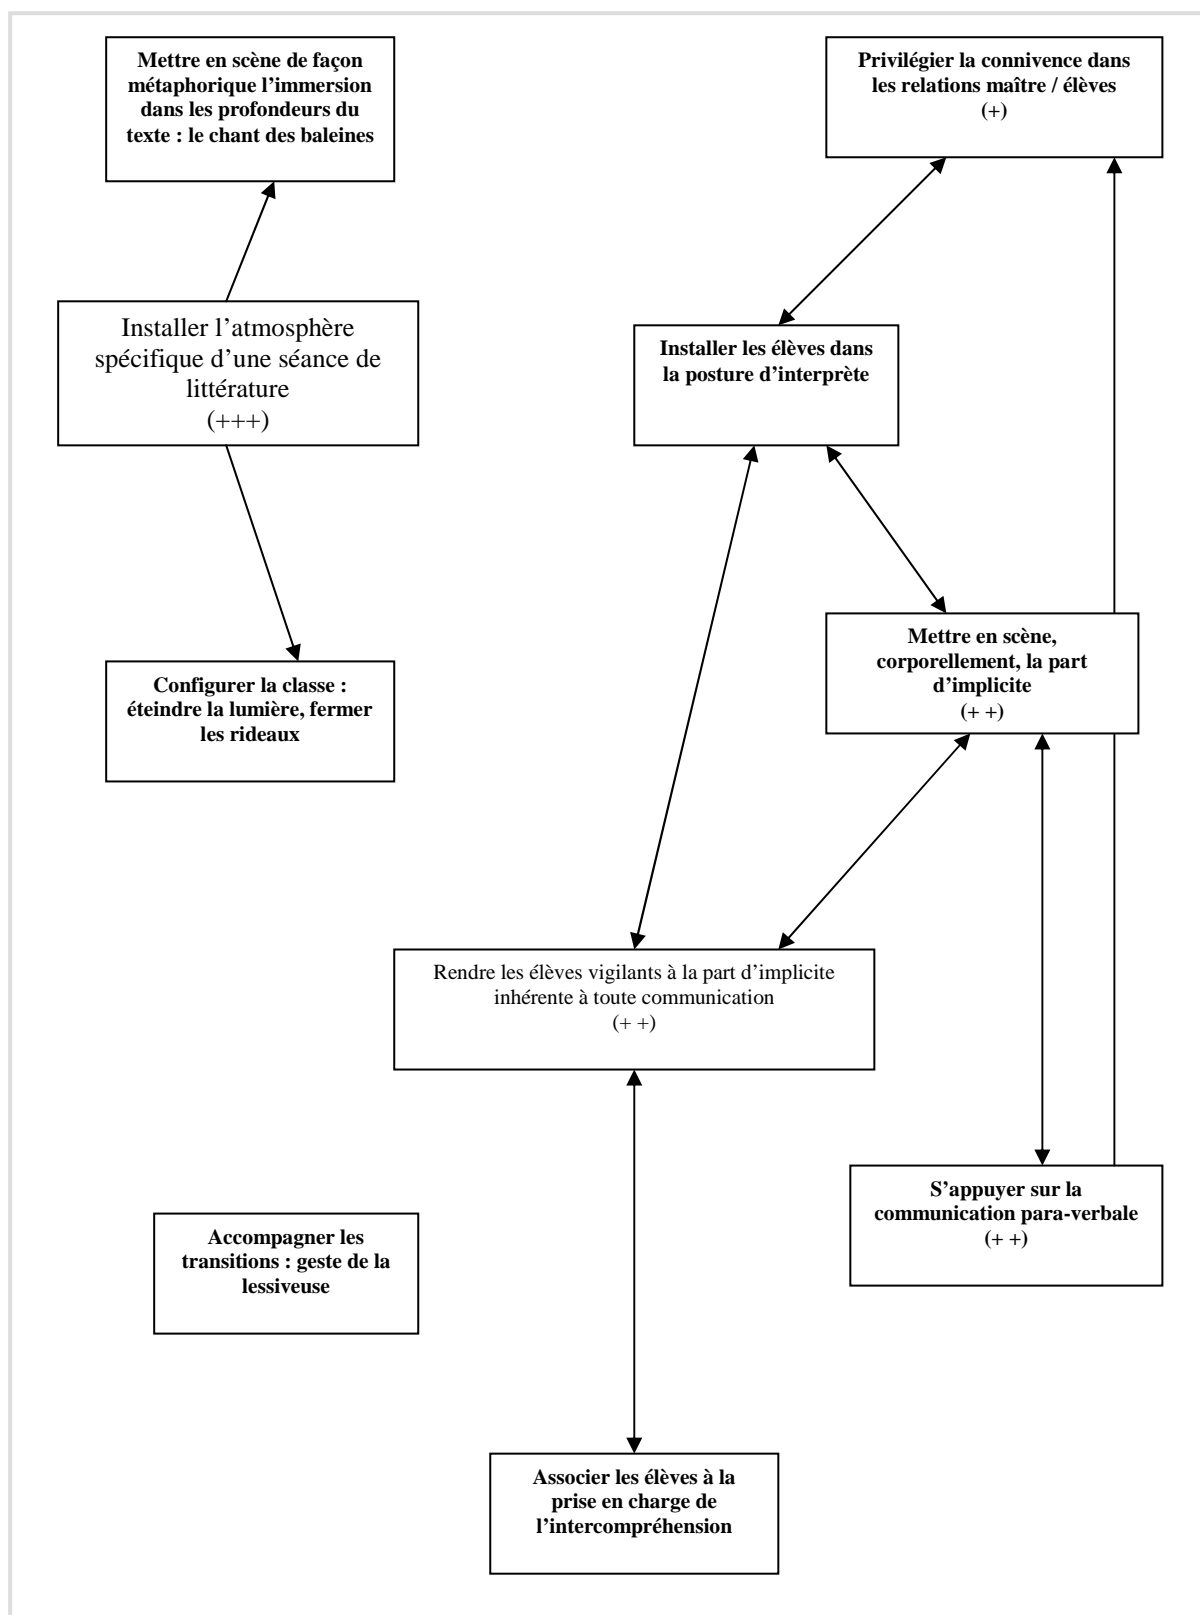 Mettre en scène de façon
métaphorique l’immersion
dans les profondeurs du
texte : le chant des baleines
Privilégier la connivence dans
les relations maître / élèves
(+)
Installer l’atmosphère
spécifique d’une séance de
littérature
(+++)
Installer les élèves dans
la posture d’interprète
Mettre en scène,
corporellement, la part
d’implicite
(+ +)
Configurer la classe :
éteindre la lumière, fermer
les rideaux
Rendre les élèves vigilants à la part d’implicite
inhérente à toute communication
(+ +)
S’appuyer sur la
communication para-verbale
(+ +)
Accompagner les
transitions : geste de la
lessiveuse
Associer les élèves à la
prise en charge de
l’intercompréhension